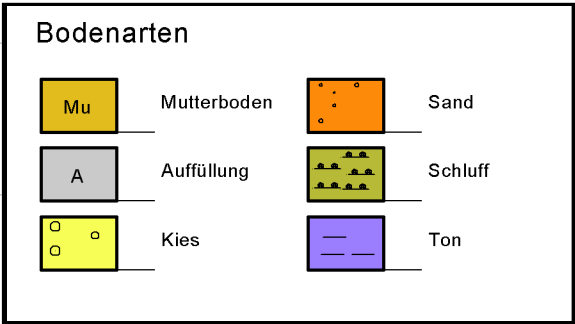 Bodenarten
Mu Mutterboden
Sand
A Auffüllung
Schluff
Kies
Ton